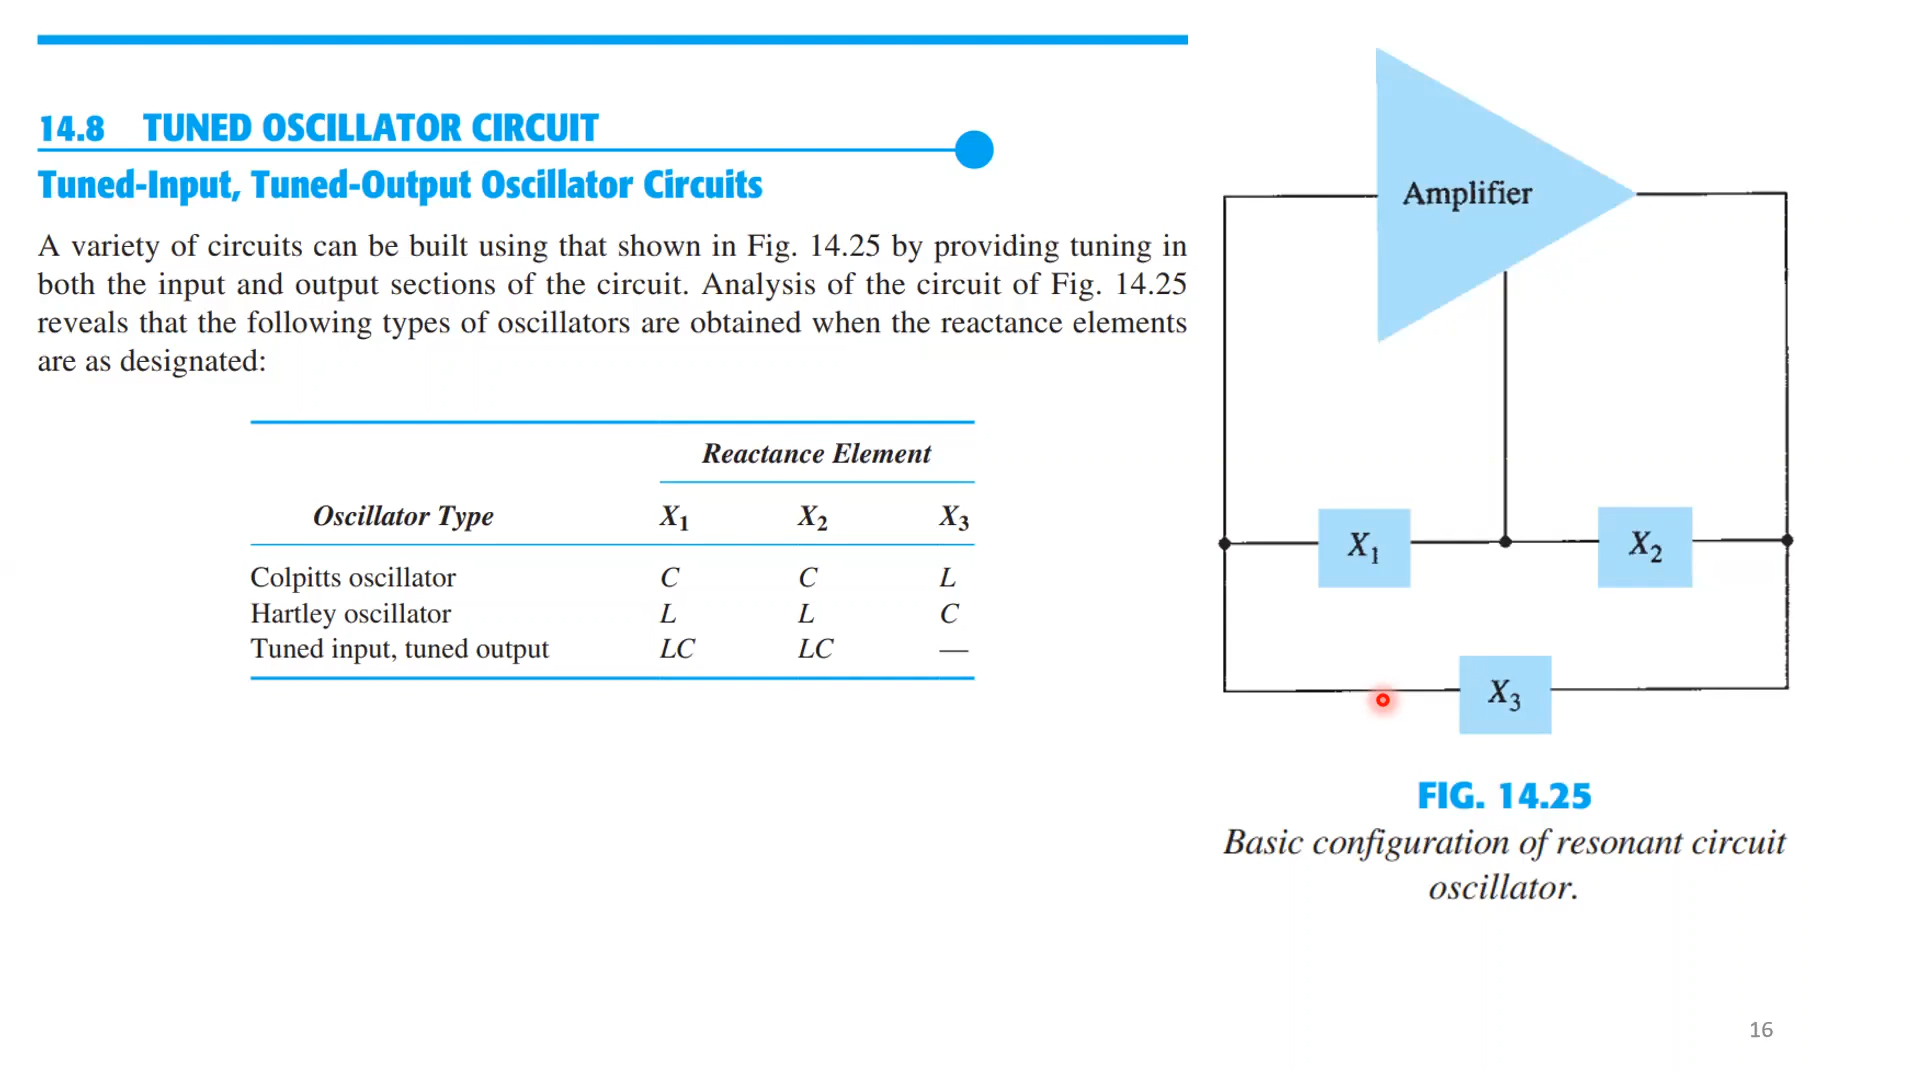 14.8 TUNED OSCILLATOR CIRCUIT
Tuned-Input, Tuned-Output Oscillator Circuits
A variety of circuits can be built using that shown in Fig. 14.25 by providing tuning in
both the input and output sections of the circuit. Analysis of the circuit of Fig. 14.25
reveals that the following types of oscillators are obtained when the reactance elements
are as designated:
Reactance Element
Oscillator Type X₁ X₂ X₃
Colpitts oscillator C C L
Hartley oscillator L L C
Tuned input, tuned output LC LC —
Amplifier
X₁ X₂
X₃
FIG. 14.25
Basic configuration of resonant circuit
oscillator.
16